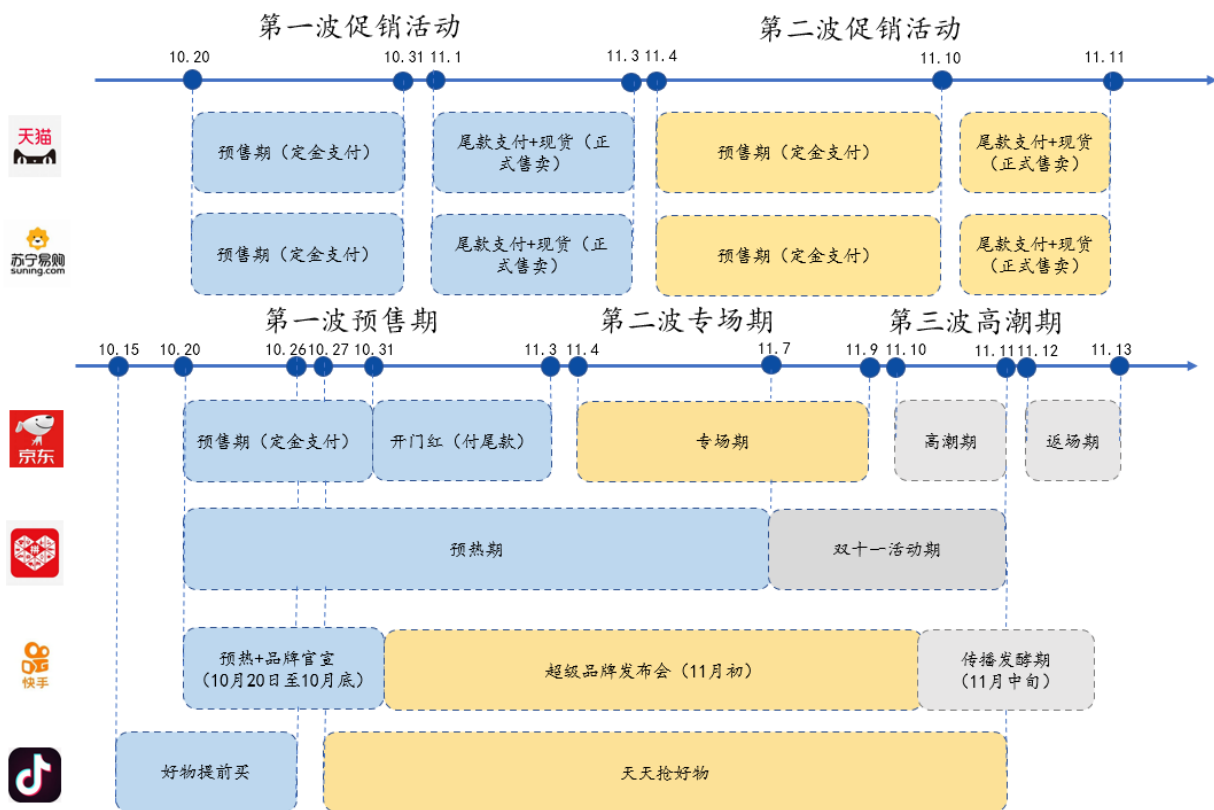 第一波促销活动
第二波促销活动
10.20
10.31
11.1
11.3
11.4
11.10
11.11
天猫
预售期（定金支付）
尾款支付+现货（正
式售卖）
预售期（定金支付）
尾款支付+现货
（正式售卖）
苏宁易购
suning.com
预售期（定金支付）
尾款支付+现货（正
式售卖）
预售期（定金支付）
尾款支付+现货
（正式售卖）
第一波预售期
第二波专场期
第三波高潮期
10.15
10.20
10.26
10.27
10.31
11.3
11.4
11.7
11.9
11.10
11.11
11.12
11.13
京东
预售期（定金支付）
开门红（付尾款）
专场期
高潮期
返场期
预热期
双十一活动期
快手
预热+品牌官宣
（10月20日至10月底）
超级品牌发布会（11月初）
传播发酵期
（11月中旬）
好物提前买
天天抢好物